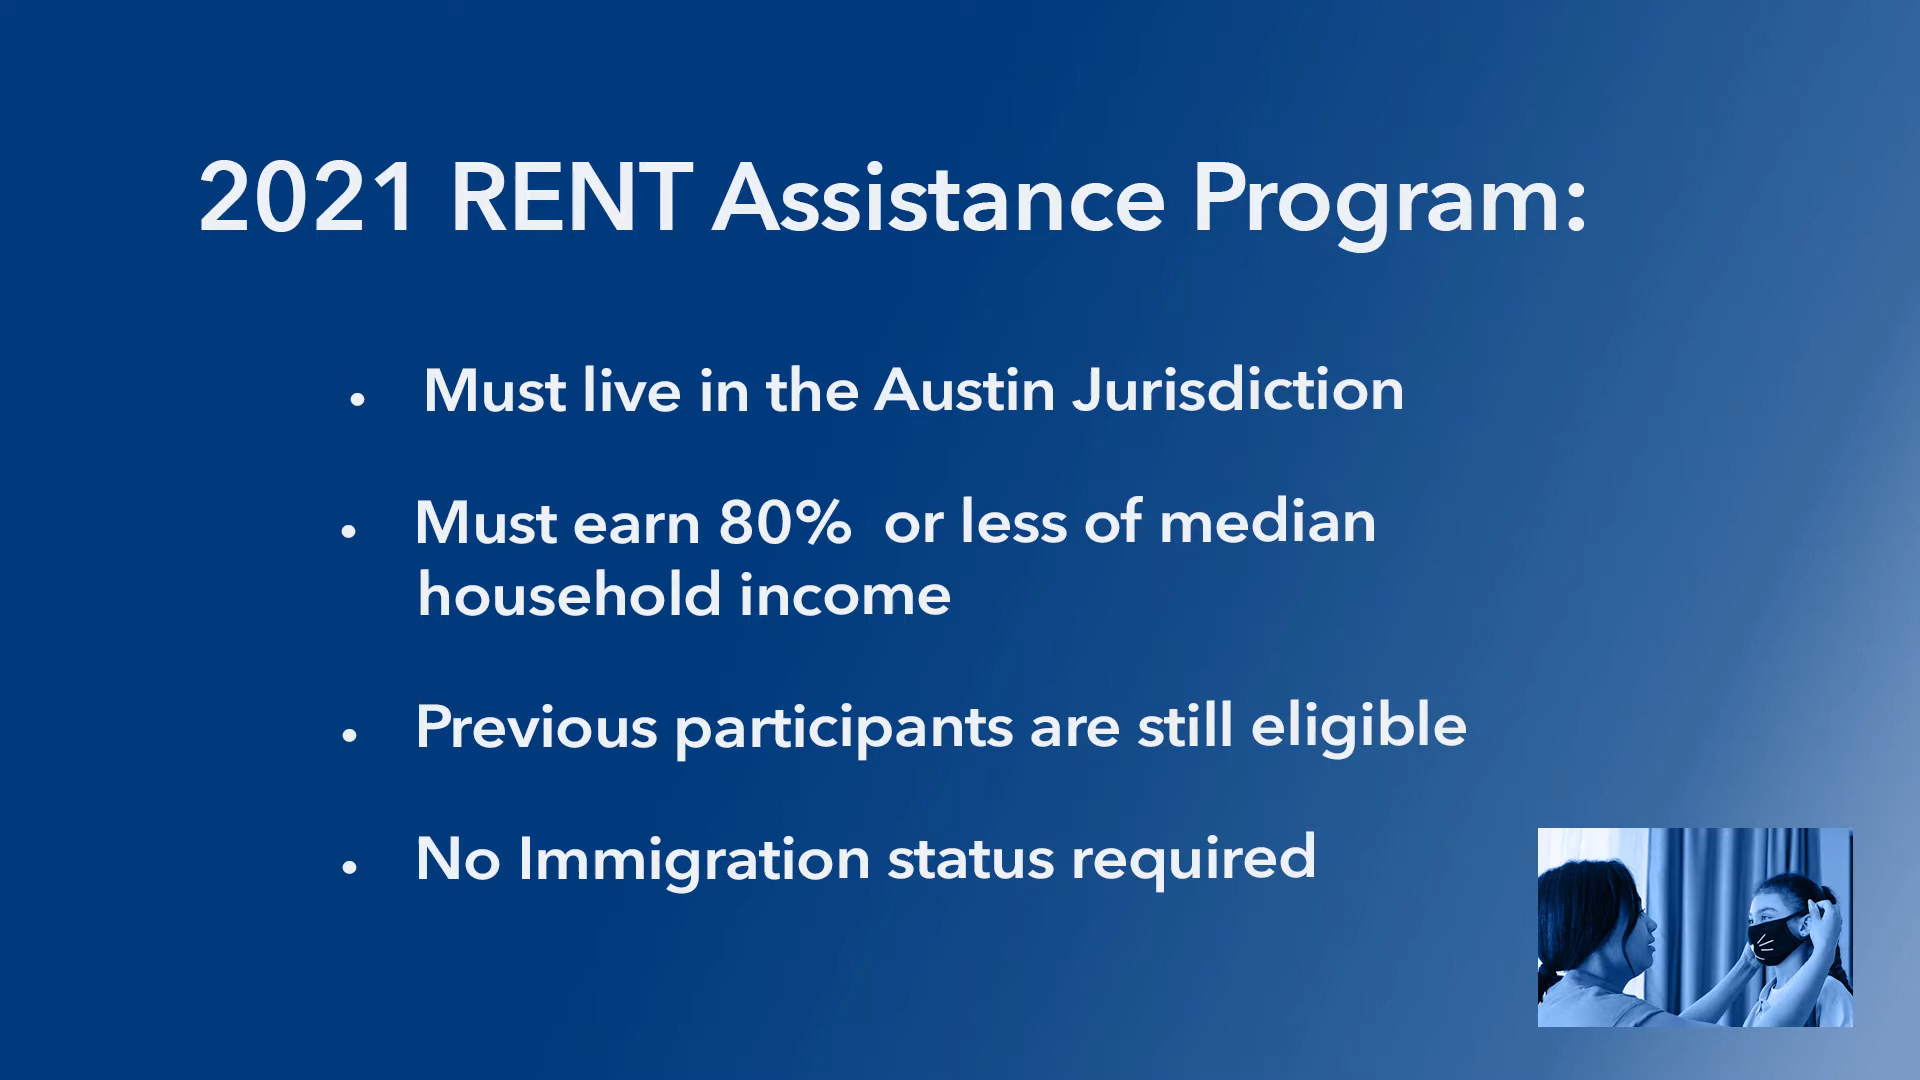 2021 RENT Assistance Program:
• Must live in the Austin Jurisdiction
• Must earn 80% or less of median
household income
• Previous participants are still eligible
• No Immigration status required